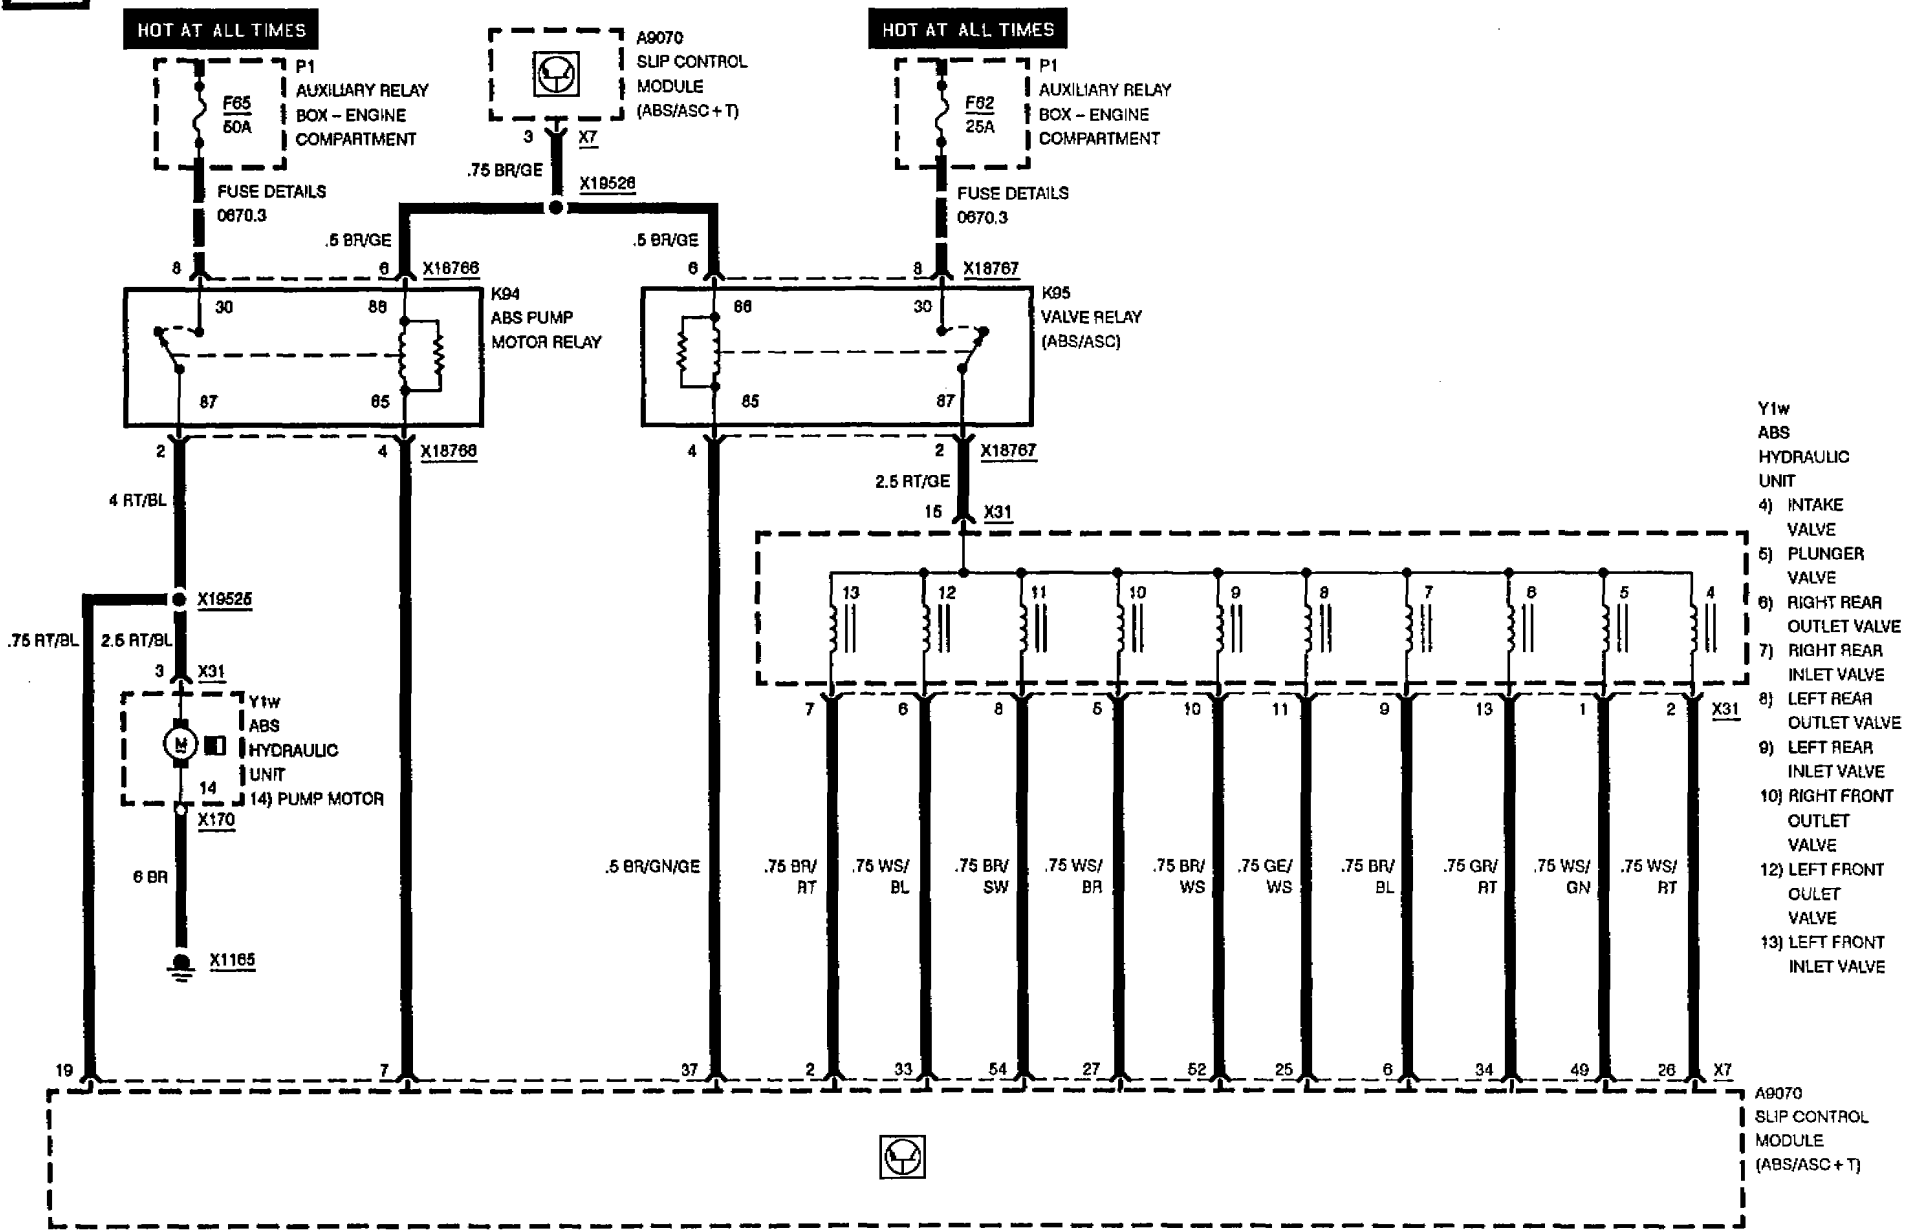 HOT AT ALL TIMES
HOT AT ALL TIMES
P1
AUXILIARY RELAY
BOX – ENGINE
COMPARTMENT
F65
50A
FUSE DETAILS
0670.3
A9070
SLIP CONTROL
MODULE
(ABS/ASC + T)
3
X7
.75 BR/GE
X19526
P1
AUXILIARY RELAY
BOX – ENGINE
COMPARTMENT
F62
25A
FUSE DETAILS
0670.3
.5 BR/GE
.5 BR/GE
8
6
X18766
6
8
X18767
30
86
K94
ABS PUMP
MOTOR RELAY
87
85
86
30
K95
VALVE RELAY
(ABS/ASC)
85
87
2
4
X18766
4
2
X18767
4 RT/BL
2.5 RT/GE
15
X31
X19525
.75 RT/BL
2.5 RT/BL
3
X31
Y1w
ABS
HYDRAULIC
UNIT
14) PUMP MOTOR
M
14
X170
6 BR
X1165
13
12
11
10
9
8
7
6
5
4
7
6
8
5
10
11
9
13
1
2
X31
.5 BR/GN/GE
.75 BR/
RT
.75 WS/
BL
.75 BR/
SW
.75 WS/
BR
.75 BR/
WS
.75 GE/
WS
.75 BR/
BL
.75 GR/
RT
.75 WS/
GN
.75 WS/
RT
Y1w
ABS
HYDRAULIC
UNIT
4) INTAKE
VALVE
5) PLUNGER
VALVE
6) RIGHT REAR
OUTLET VALVE
7) RIGHT REAR
INLET VALVE
8) LEFT REAR
OUTLET VALVE
9) LEFT REAR
INLET VALVE
10) RIGHT FRONT
OUTLET
VALVE
12) LEFT FRONT
OULET
VALVE
13) LEFT FRONT
INLET VALVE
19
7
37
2
33
54
27
52
25
6
34
49
26
X7
A9070
SLIP CONTROL
MODULE
(ABS/ASC + T)